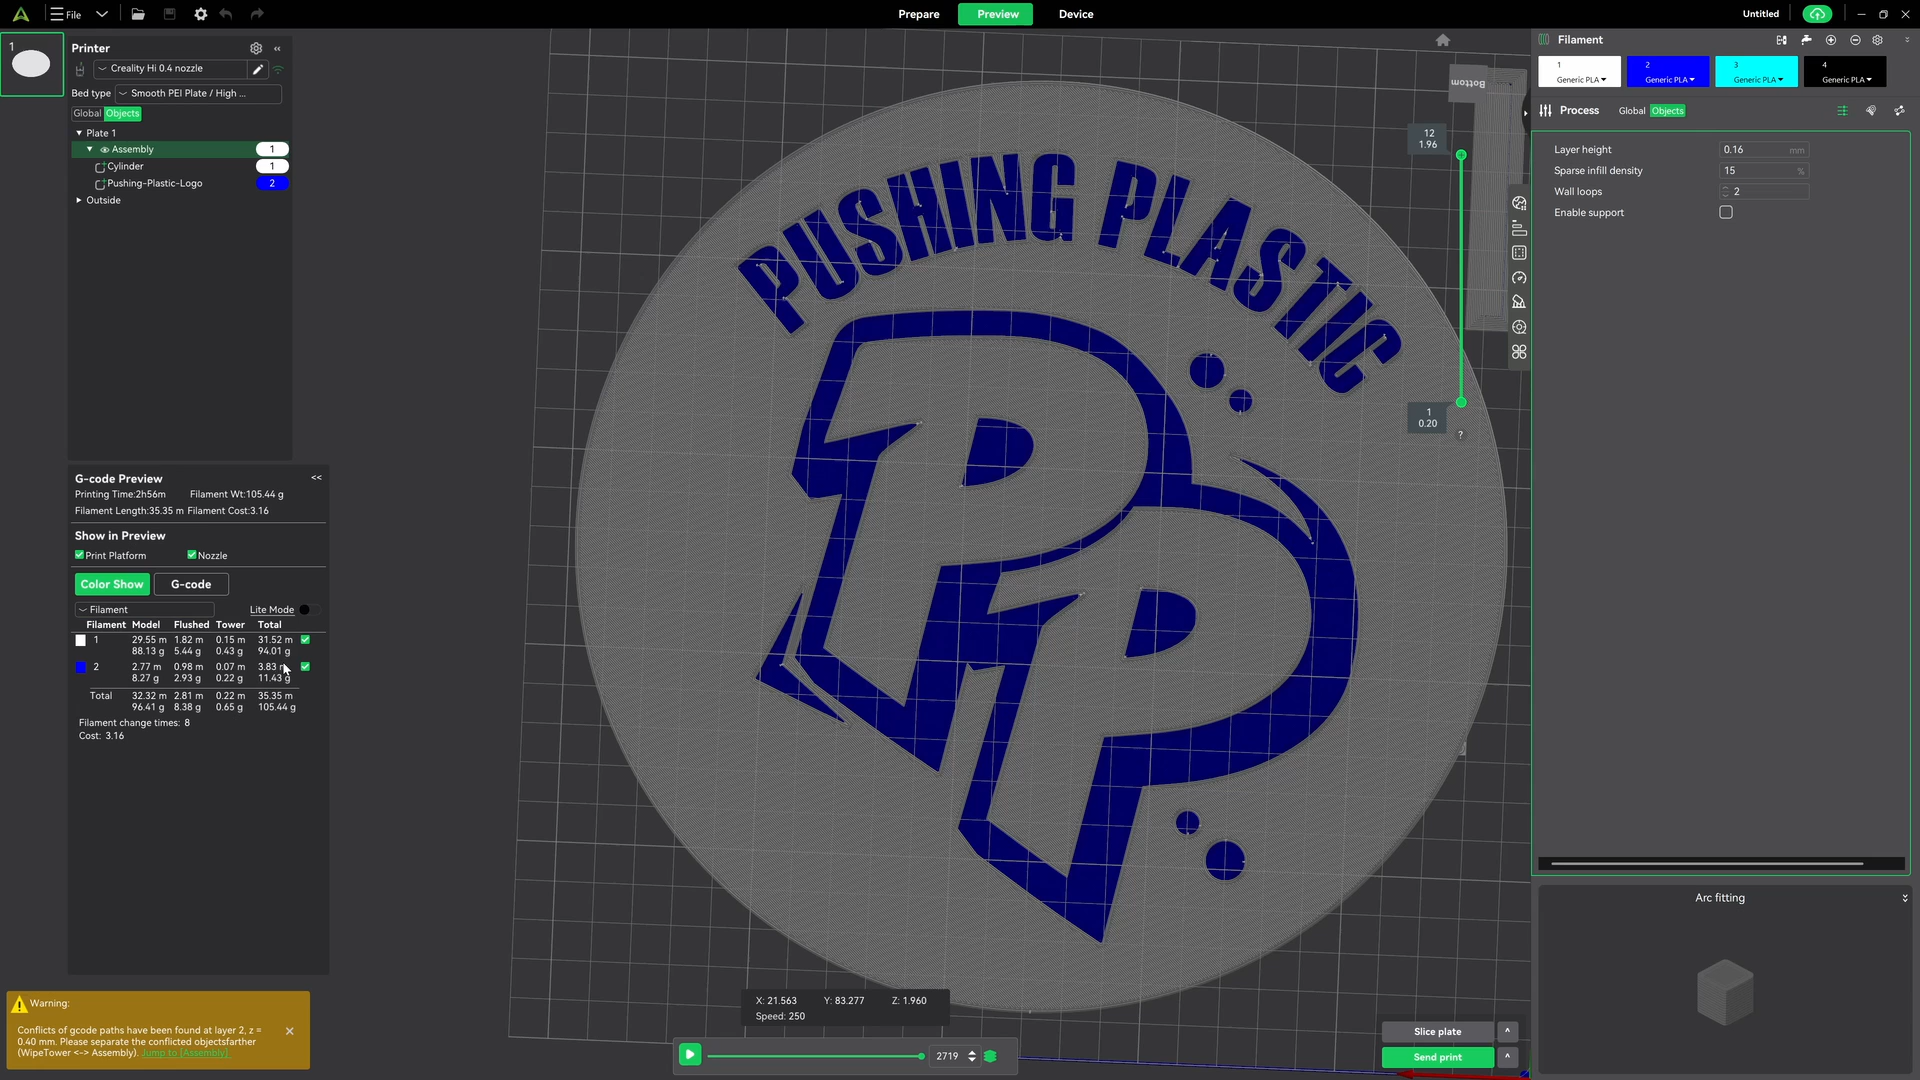 File
Prepare
Preview
Device
Untitled
1
Printer
Creality Hi 0.4 nozzle
Bed type
Smooth PEI Plate / High ...
Global
Objects
Plate 1
Assembly
1
Cylinder
1
Pushing-Plastic-Logo
2
Outside
G-code Preview
<<
Printing Time:2h56m
Filament Wt:105.44 g
Filament Length:35.35 m
Filament Cost:3.16
Show in Preview
Print Platform
Nozzle
Color Show
G-code
Filament
Lite Mode
Filament Model Flushed Tower Total
1 29.55 m 1.82 m 0.15 m 31.52 m
88.13 g 5.44 g 0.43 g 94.01 g
2 2.77 m 0.98 m 0.07 m 3.83 m
8.27 g 2.93 g 0.22 g 11.43 g
Total 32.32 m 2.81 m 0.22 m 35.35 m
96.41 g 8.38 g 0.65 g 105.44 g
Filament change times: 8
Cost: 3.16
Warning:
Conflicts of gcode paths have been found at layer 2, z =
0.40 mm. Please separate the conflicted objectsfarther
(WipeTower <-> Assembly). Jump to [Assembly]
PUSHING PLASTIC
PP
Bottom
12
1.96
1
0.20
?
X: 21.563
Y: 83.277
Z: 1.960
Speed: 250
2719
Slice plate
Send print
Filament
1
Generic PLA
2
Generic PLA
3
Generic PLA
4
Generic PLA
Process
Global
Objects
Layer height
0.16
mm
Sparse infill density
15
%
Wall loops
2
Enable support
Arc fitting